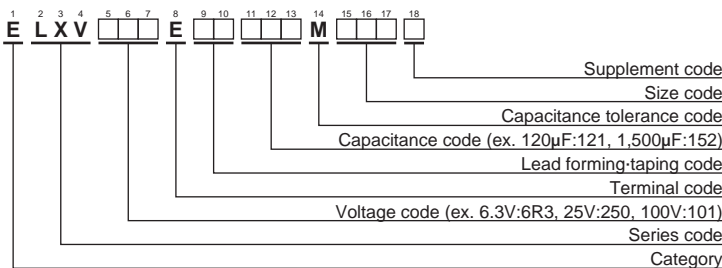 1 2 3 4 5 6 7 8 9 10 11 12 13 14 15 16 17 18
E L X V E M
Supplement code
Size code
Capacitance tolerance code
Capacitance code (ex. 120μF:121, 1,500μF:152)
Lead forming·taping code
Terminal code
Voltage code (ex. 6.3V:6R3, 25V:250, 100V:101)
Series code
Category